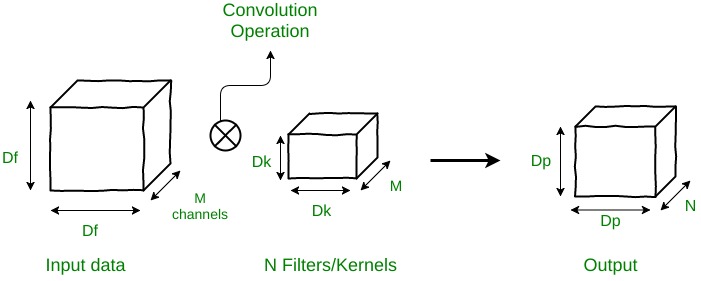 Convolution
Operation
Df
Df
M
channels
Dk
Dk
M
Dp
Dp
N
Input data
N Filters/Kernels
Output